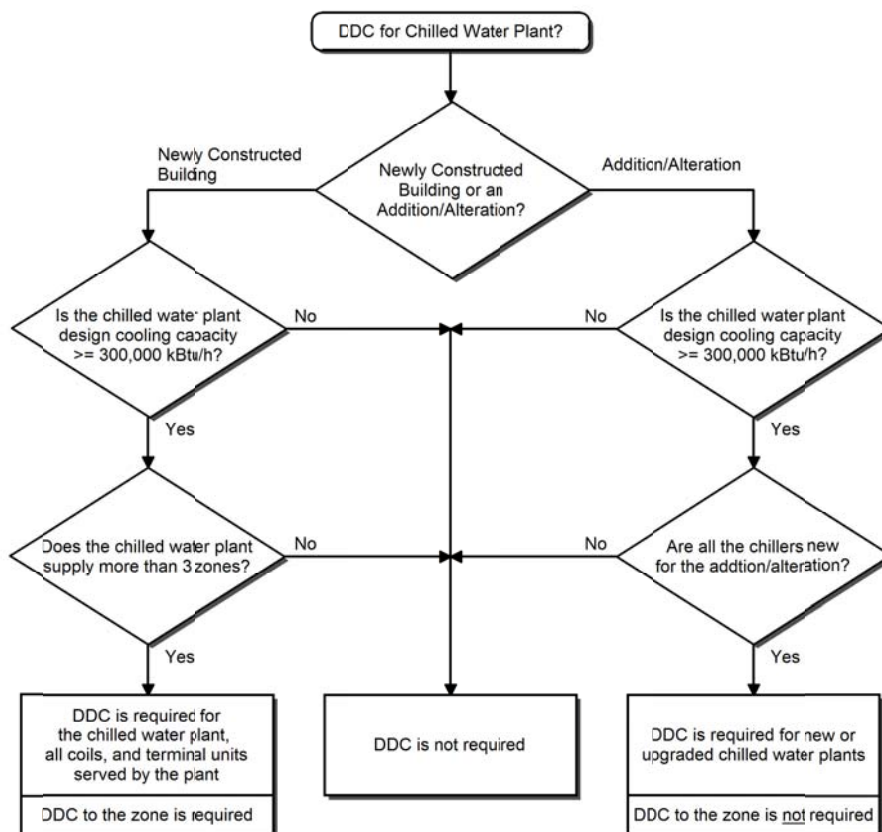 DDC for Chilled Water Plant?
Newly Constructed
Building
Newly Constructed
Building or an
Addition/Alteration?
Addition/Alteration
Is the chilled water plant
design cooling capacity
>= 300,000 kBtu/h?
No
No
Is the chilled water plant
design cooling capacity
>= 300,000 kBtu/h?
Yes
Yes
Does the chilled water plant
supply more than 3 zones?
No
No
Are all the chillers new
for the addtion/alteration?
Yes
Yes
DDC is required for
the chilled water plant,
all coils, and terminal units
served by the plant
DDC to the zone is required
DDC is not required
DDC is required for new or
upgraded chilled water plants
DDC to the zone is not required